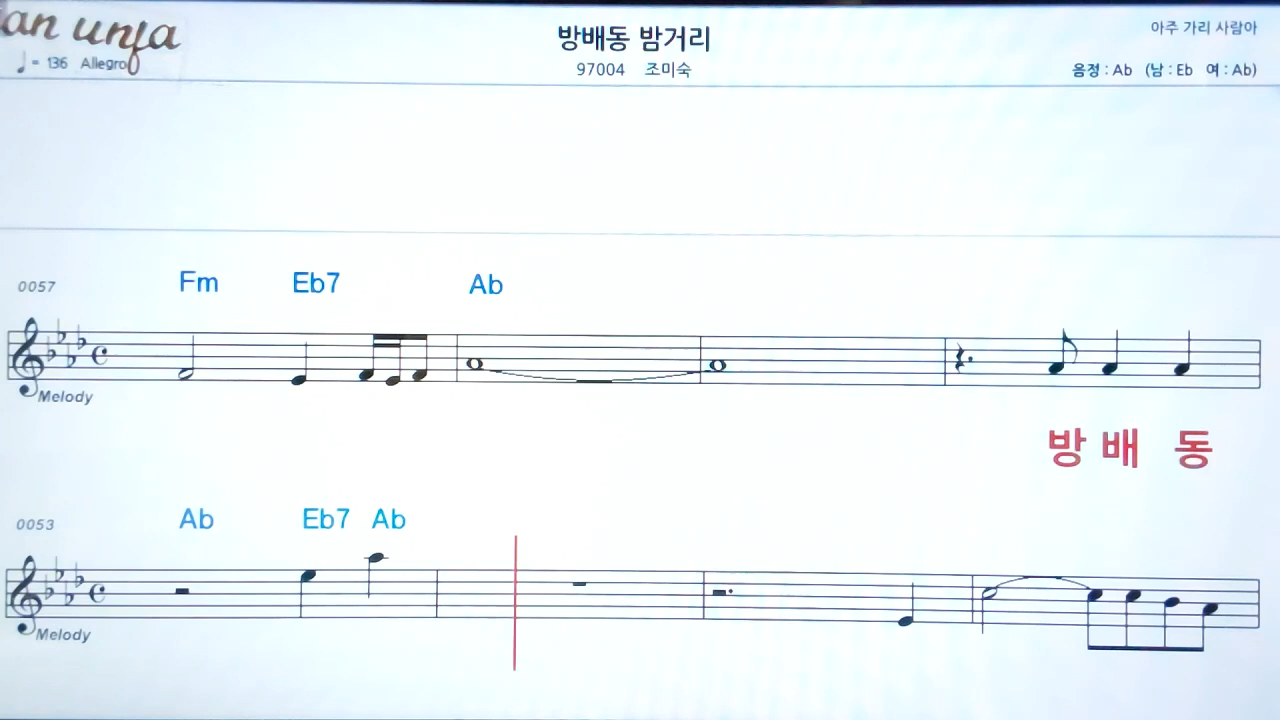 방배동 밤거리
아주 가리 사람아
♩= 136 Allegro
97004 조미숙
음정 : Ab (남 : Eb 여 : Ab)
0057 Fm Eb7 Ab
Melody
방 배 동
0053 Ab Eb7 Ab
Melody